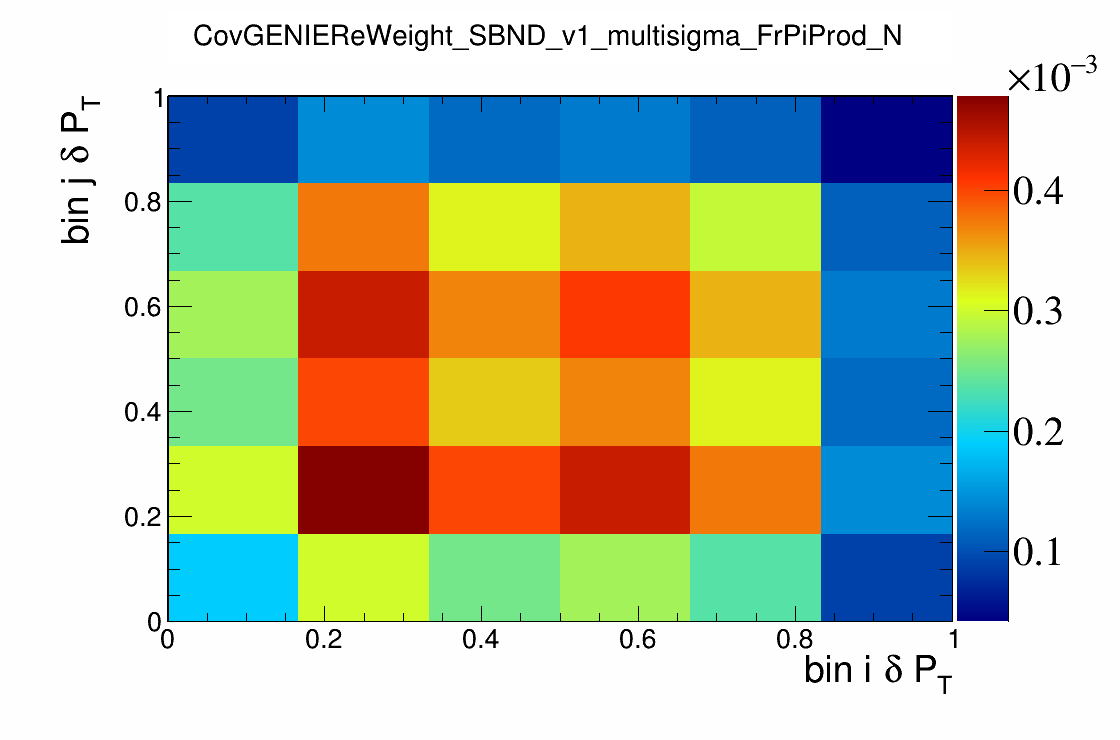 CovGENIEReWeight_SBND_v1_multisigma_FrPiProd_N
×10⁻³
bin j δ P_T
1
0.8
0.6
0.4
0.2
0
0 0.2 0.4 0.6 0.8 1
bin i δ P_T
0.4
0.3
0.2
0.1